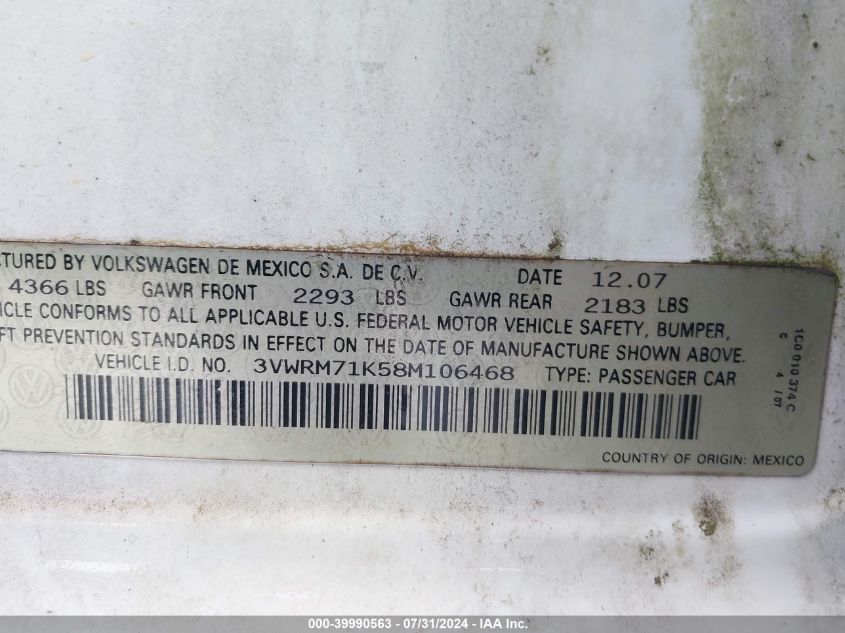 CTURED BY VOLKSWAGEN DE MEXICO S.A. DE C.V. DATE 12.07
4366 LBS GAWR FRONT 2293 LBS GAWR REAR 2183 LBS
ICLE CONFORMS TO ALL APPLICABLE U.S. FEDERAL MOTOR VEHICLE SAFETY, BUMPER,
FT PREVENTION STANDARDS IN EFFECT ON THE DATE OF MANUFACTURE SHOWN ABOVE.
VEHICLE I.D. NO. 3VWRM71K58M106468 TYPE: PASSENGER CAR
COUNTRY OF ORIGIN: MEXICO
1C0 010 374 C
C 4 / 07
000-39990563 - 07/31/2024 - IAA Inc.